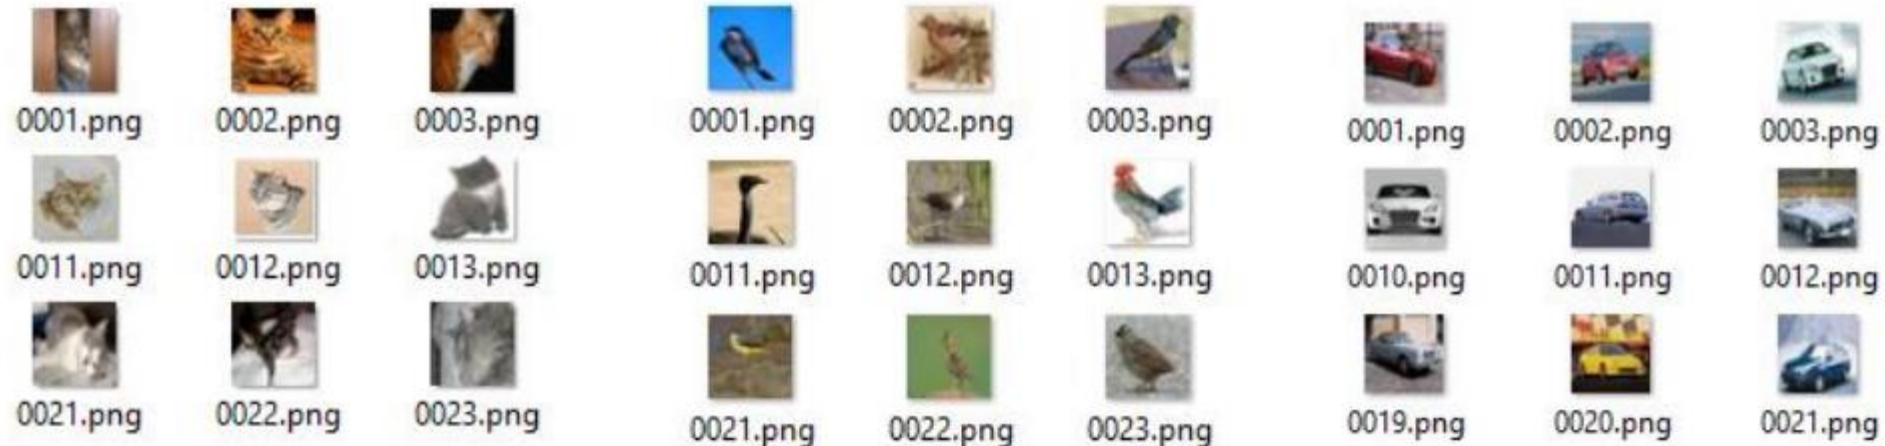 0001.png 0002.png 0003.png 0001.png 0002.png 0003.png 0001.png 0002.png 0003.png
0011.png 0012.png 0013.png 0011.png 0012.png 0013.png 0010.png 0011.png 0012.png
0021.png 0022.png 0023.png 0021.png 0022.png 0023.png 0019.png 0020.png 0021.png